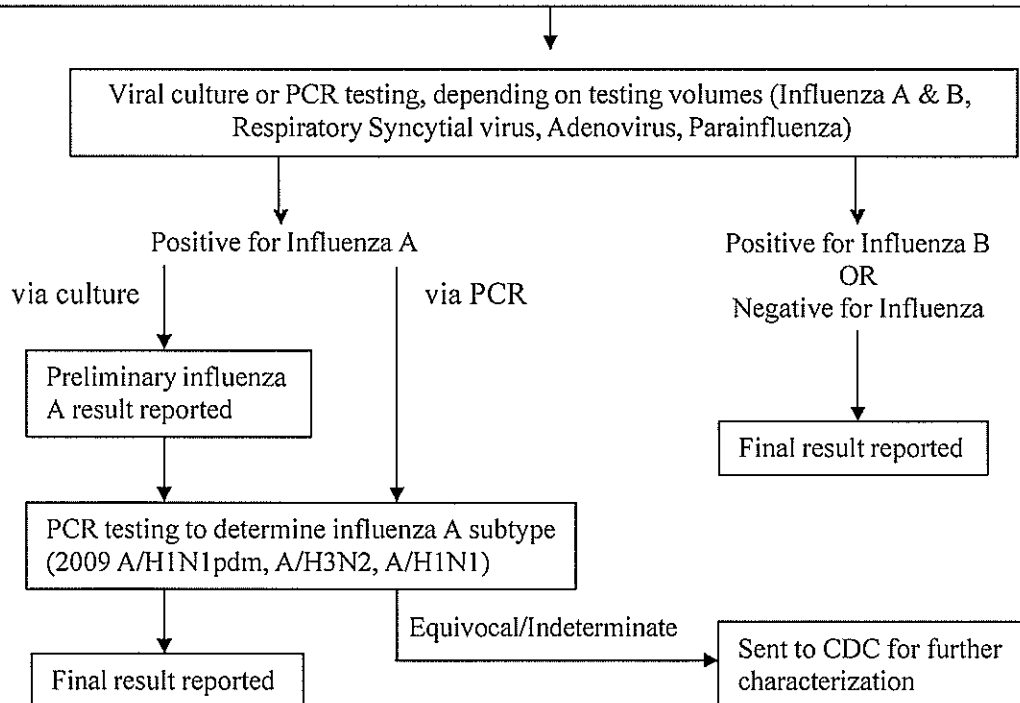 Viral culture or PCR testing, depending on testing volumes (Influenza A & B,
Respiratory Syncytial virus, Adenovirus, Parainfluenza)
Positive for Influenza A
via culture
via PCR
Preliminary influenza
A result reported
PCR testing to determine influenza A subtype
(2009 A/H1N1pdm, A/H3N2, A/H1N1)
Final result reported
Equivocal/Indeterminate
Sent to CDC for further
characterization
Positive for Influenza B
OR
Negative for Influenza
Final result reported